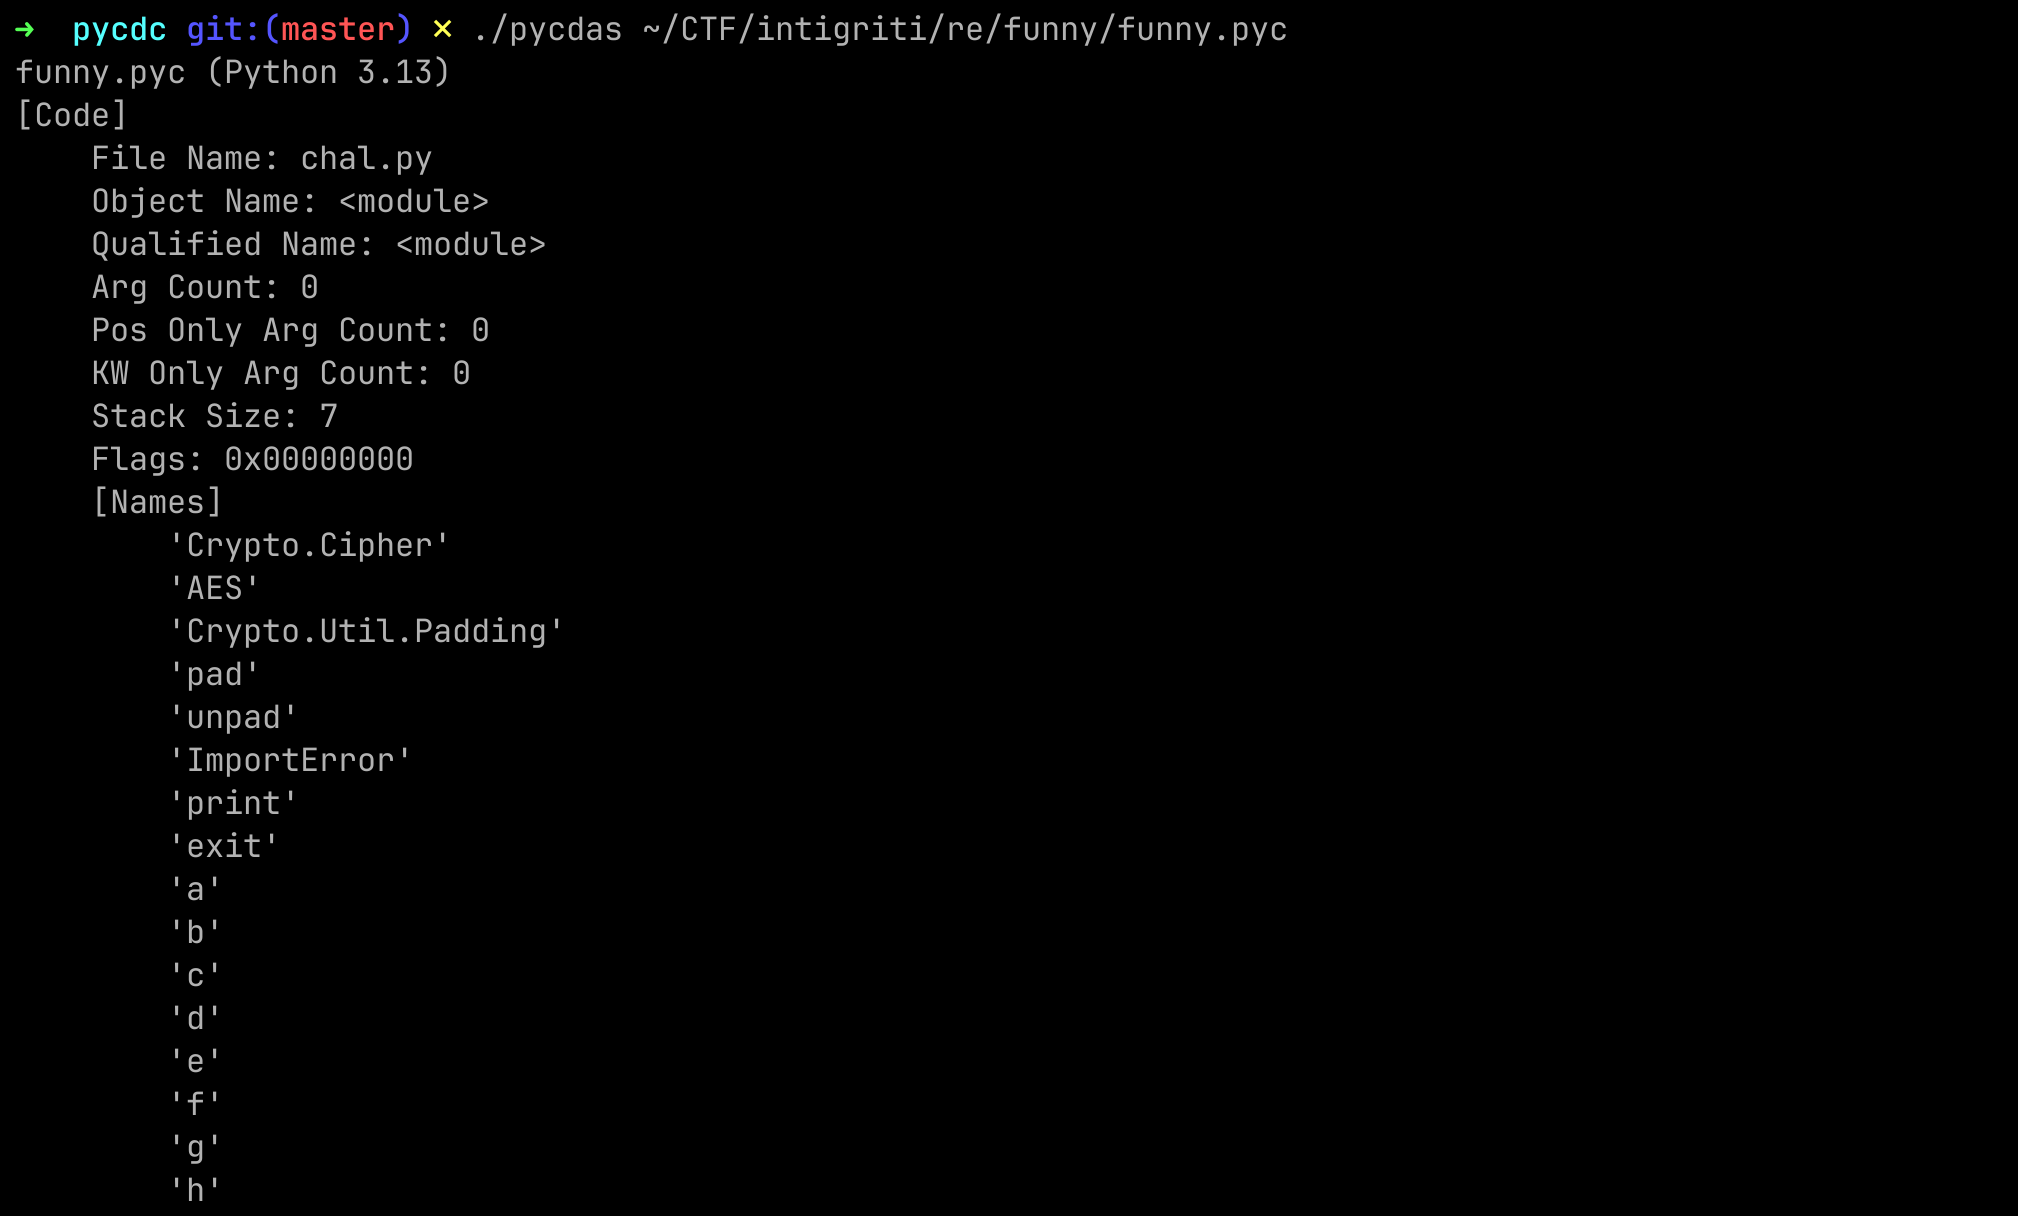 ➜  pycdc git:(master) ✗ ./pycdas ~/CTF/intigriti/re/funny/funny.pyc
funny.pyc (Python 3.13)
[Code]
    File Name: chal.py
    Object Name: <module>
    Qualified Name: <module>
    Arg Count: 0
    Pos Only Arg Count: 0
    KW Only Arg Count: 0
    Stack Size: 7
    Flags: 0x00000000
    [Names]
        'Crypto.Cipher'
        'AES'
        'Crypto.Util.Padding'
        'pad'
        'unpad'
        'ImportError'
        'print'
        'exit'
        'a'
        'b'
        'c'
        'd'
        'e'
        'f'
        'g'
        'h'